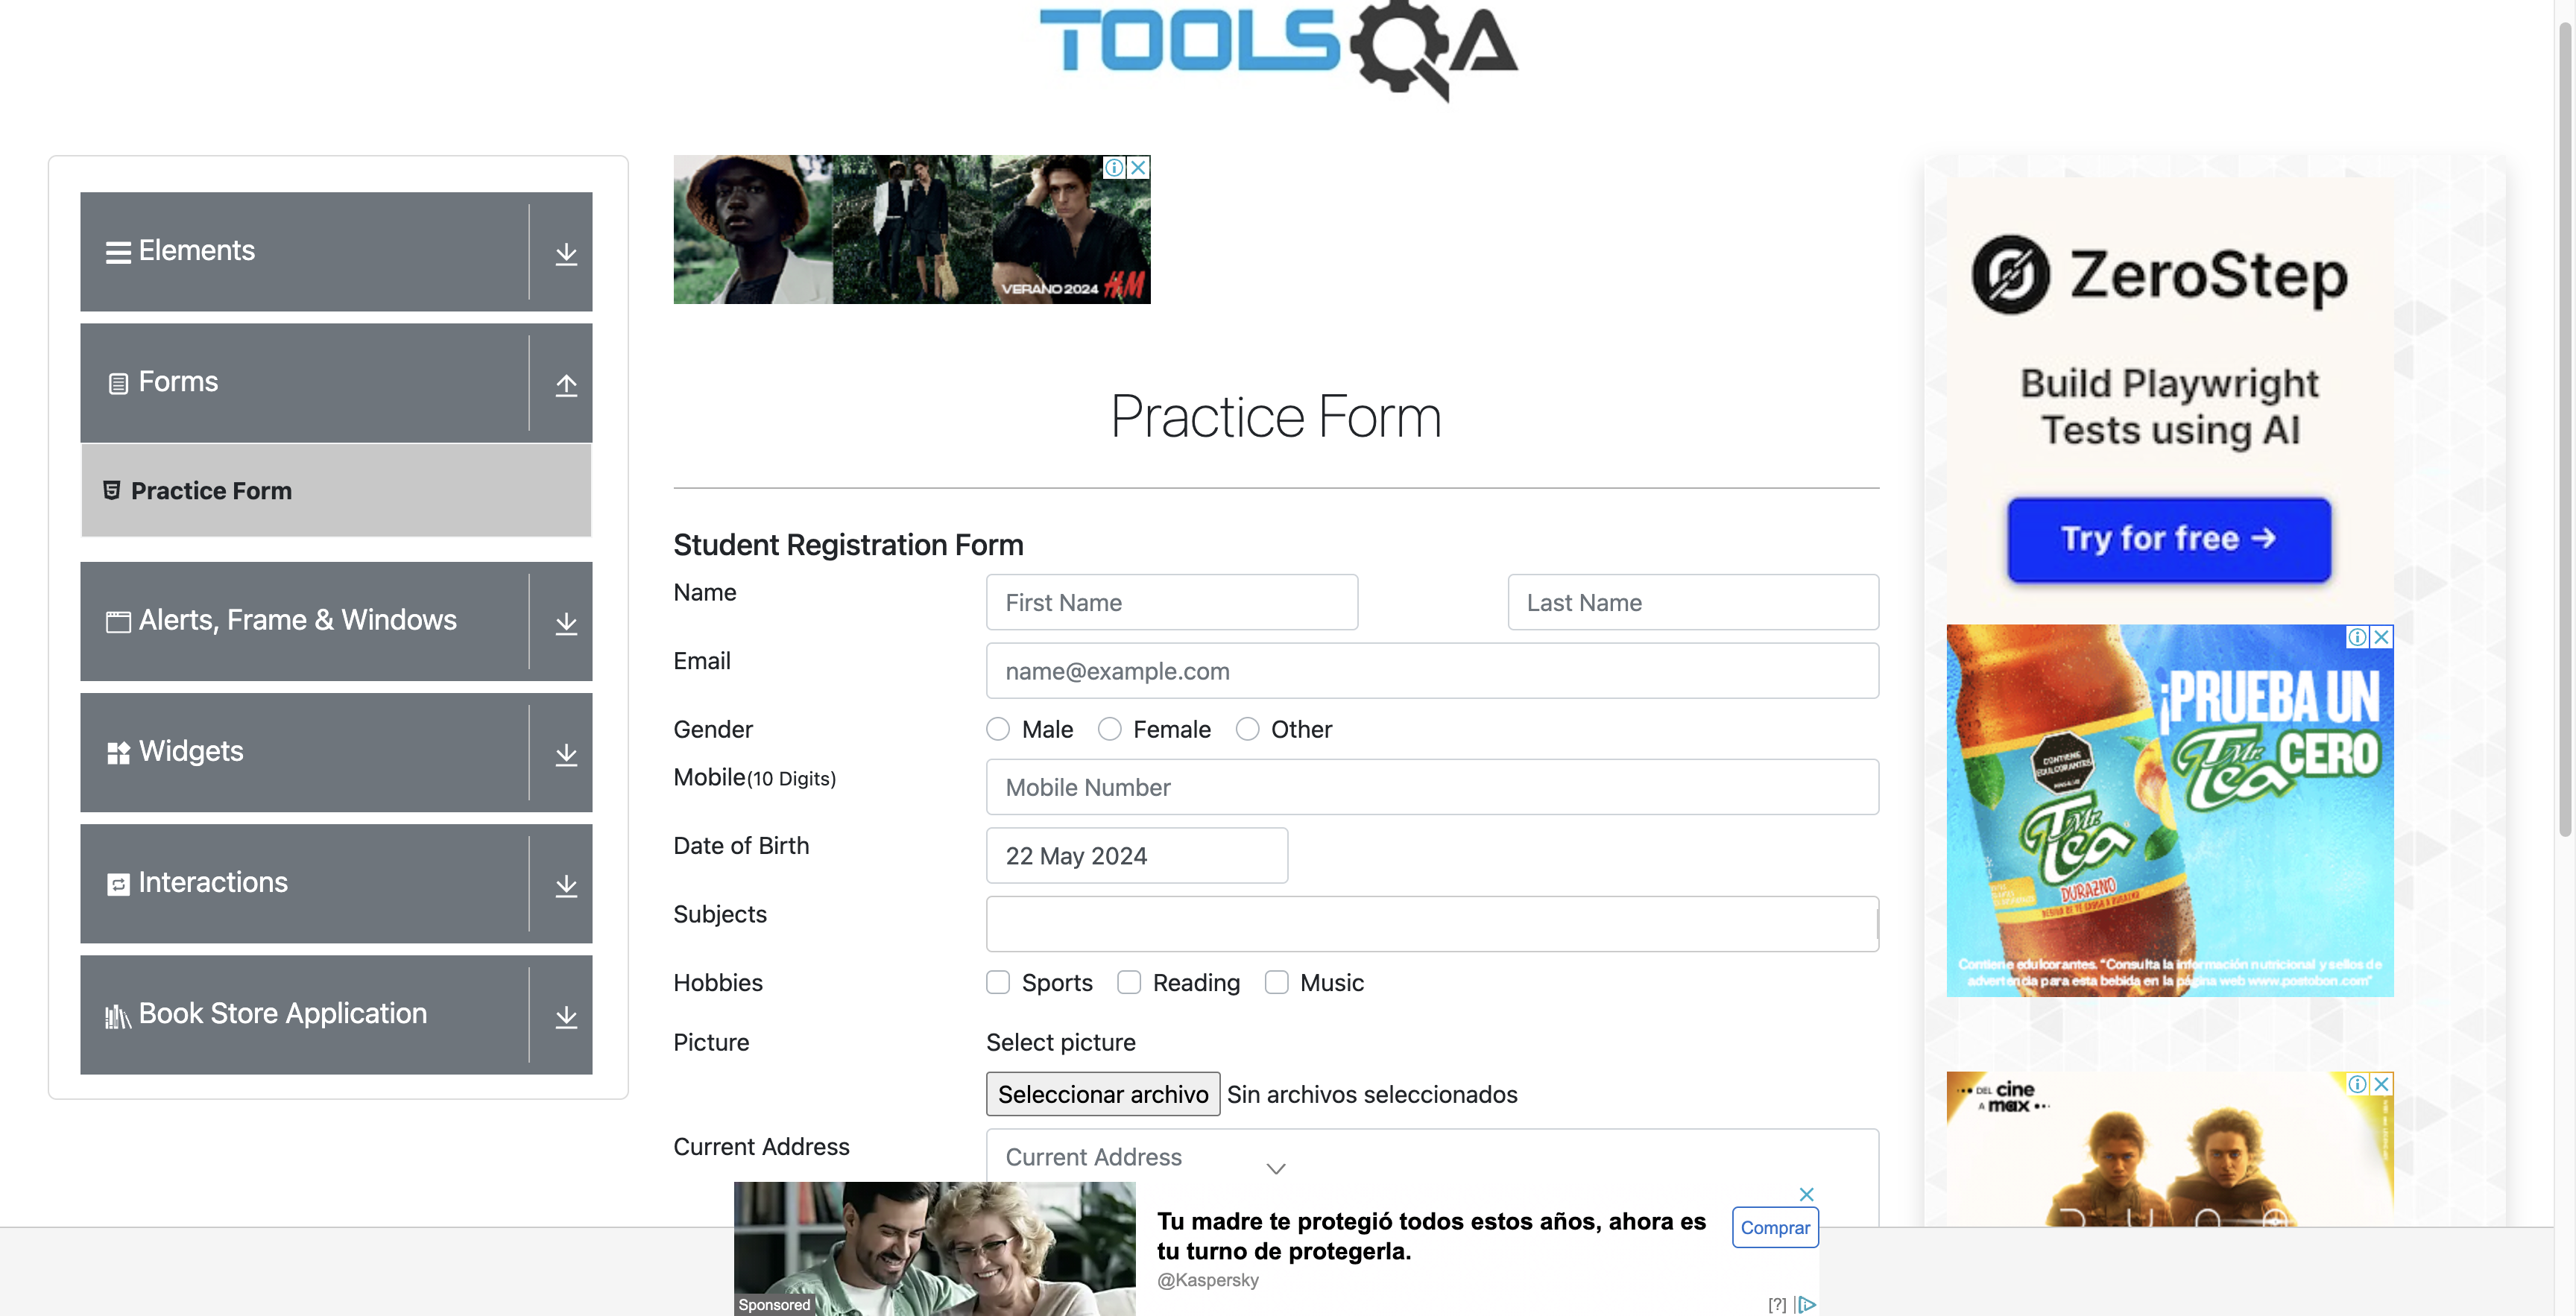 TOOLSQA
Elements
Forms
Practice Form
Alerts, Frame & Windows
Widgets
Interactions
Book Store Application
VERANO 2024 H&M
Practice Form
Student Registration Form
Name
First Name
Last Name
Email
name@example.com
Gender
Male
Female
Other
Mobile(10 Digits)
Mobile Number
Date of Birth
22 May 2024
Subjects
Hobbies
Sports
Reading
Music
Picture
Select picture
Seleccionar archivo
Sin archivos seleccionados
Current Address
Current Address
ZeroStep
Build Playwright
Tests using AI
Try for free →
¡PRUEBA UN
Mr. Tea CERO
CONTIENE
EDULCORANTES
Mr. Tea
DURAZNO
Contiene edulcorantes. "Consulta la información nutricional y sellos de
advertencia para esta bebida en la página web www.postobon.com"
DEL cine
A max
Tu madre te protegió todos estos años, ahora es
tu turno de protegerla.
@Kaspersky
Comprar
Sponsored
[?]